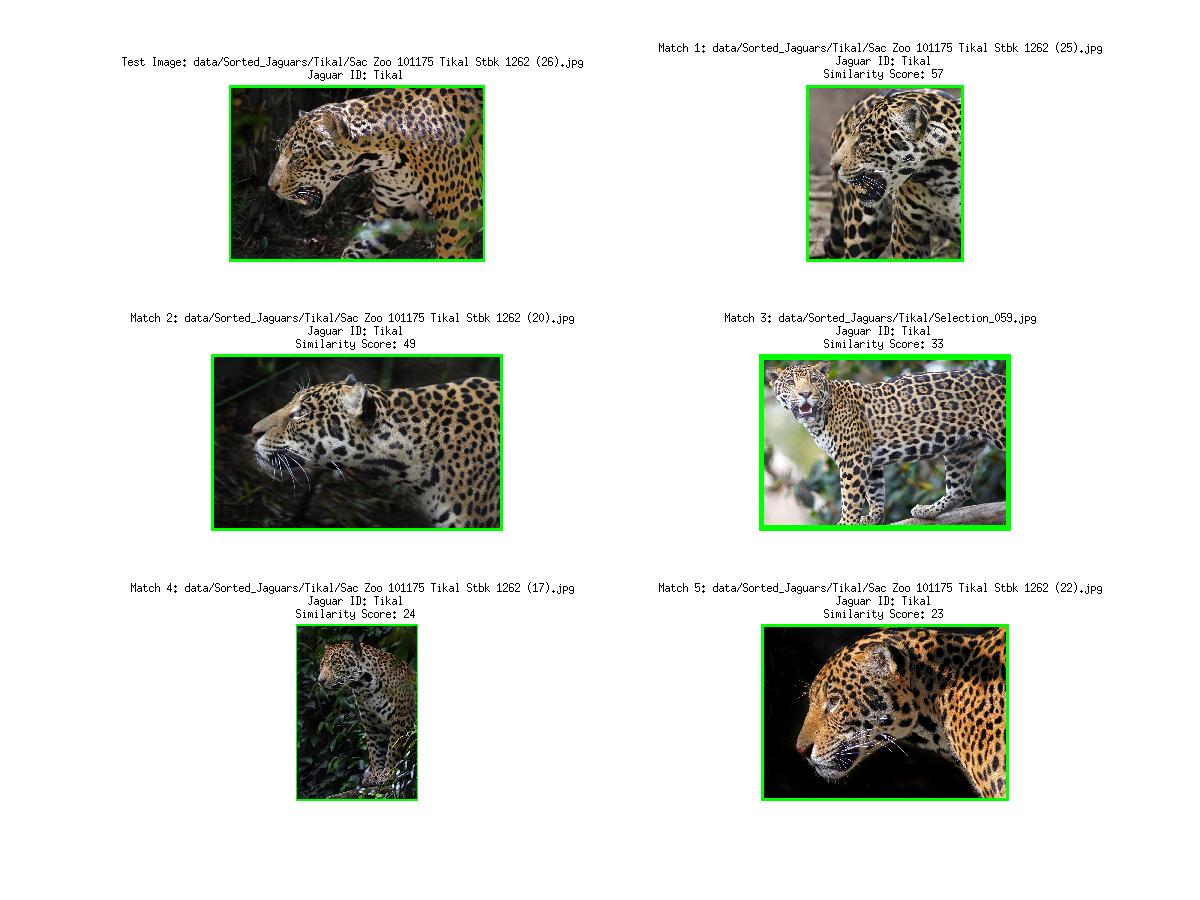 Test Image: data/Sorted_Jaguars/Tikal/Sac Zoo 101175 Tikal Stbk 1262 (26).jpg
Jaguar ID: Tikal
Match 1: data/Sorted_Jaguars/Tikal/Sac Zoo 101175 Tikal Stbk 1262 (25).jpg
Jaguar ID: Tikal
Similarity Score: 57
Match 2: data/Sorted_Jaguars/Tikal/Sac Zoo 101175 Tikal Stbk 1262 (20).jpg
Jaguar ID: Tikal
Similarity Score: 49
Match 3: data/Sorted_Jaguars/Tikal/Selection_059.jpg
Jaguar ID: Tikal
Similarity Score: 33
Match 4: data/Sorted_Jaguars/Tikal/Sac Zoo 101175 Tikal Stbk 1262 (17).jpg
Jaguar ID: Tikal
Similarity Score: 24
Match 5: data/Sorted_Jaguars/Tikal/Sac Zoo 101175 Tikal Stbk 1262 (22).jpg
Jaguar ID: Tikal
Similarity Score: 23